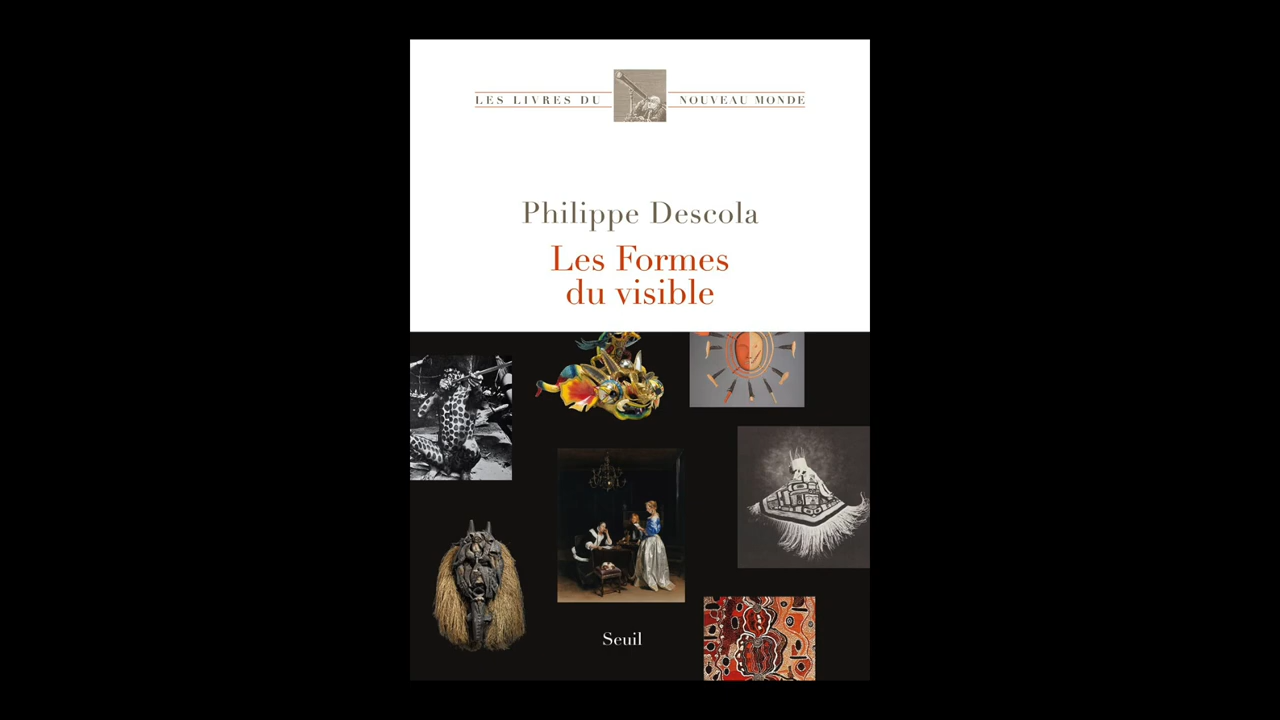 LES LIVRES DU NOUVEAU MONDE
Philippe Descola
Les Formes
du visible
Seuil